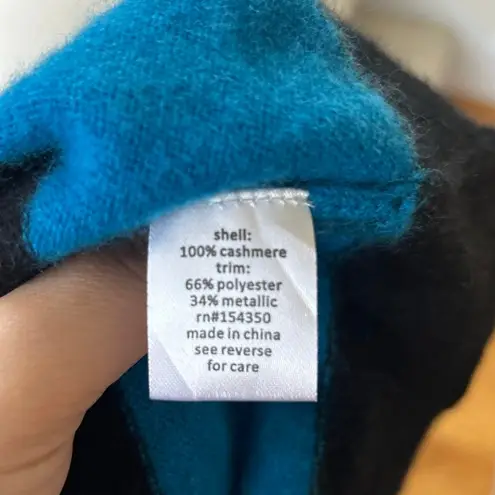 shell:
100% cashmere
trim:
66% polyester
34% metallic
rn#154350
made in china
see reverse
for care